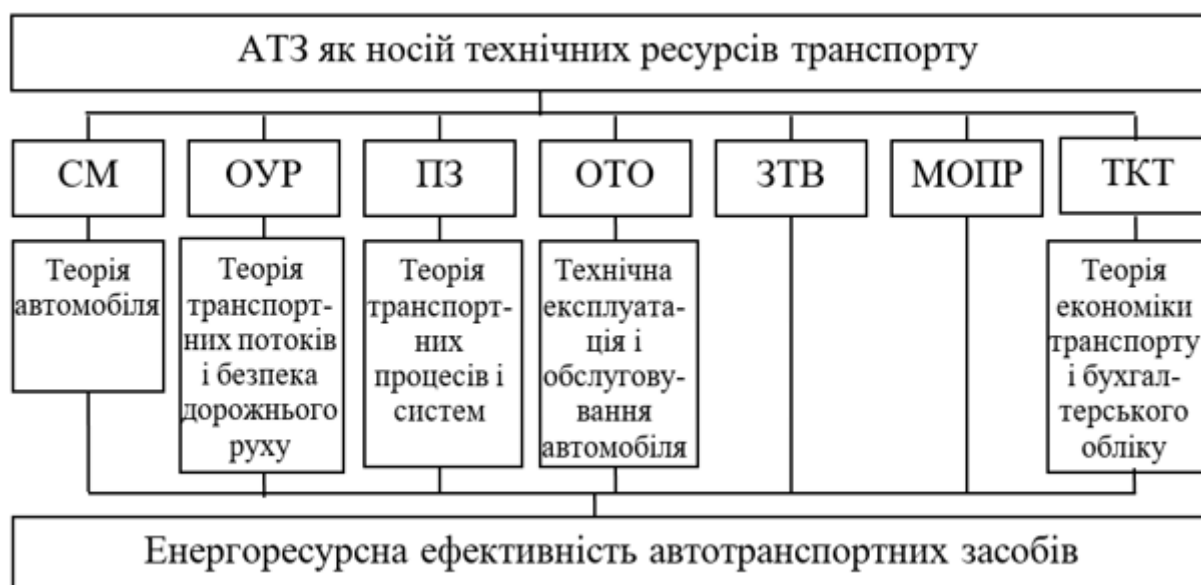 АТЗ як носій технічних ресурсів транспорту
СМ
ОУР
ПЗ
ОТО
ЗТВ
МОПР
ТКТ
Теорія
автомобіля
Теорія
транспорт-
них потоків
і безпека
дорожнього
руху
Теорія
транспорт-
них
процесів і
систем
Технічна
експлуата-
ція і
обслугову-
вання
автомобіля
Теорія
економіки
транспорту
і бухгал-
терського
обліку
Енергоресурсна ефективність автотранспортних засобів